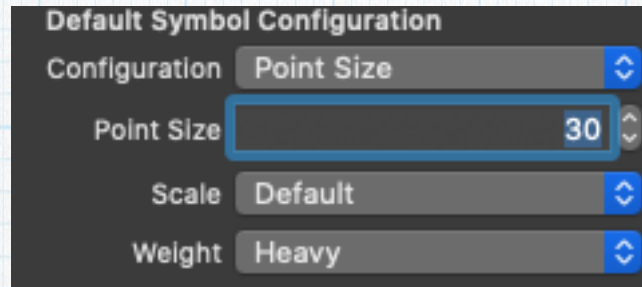 Default Symbol Configuration
Configuration Point Size
Point Size 30
Scale Default
Weight Heavy